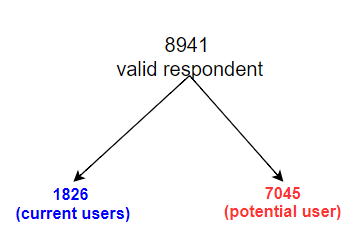 8941
valid respondent
1826
(current users)
7045
(potential user)